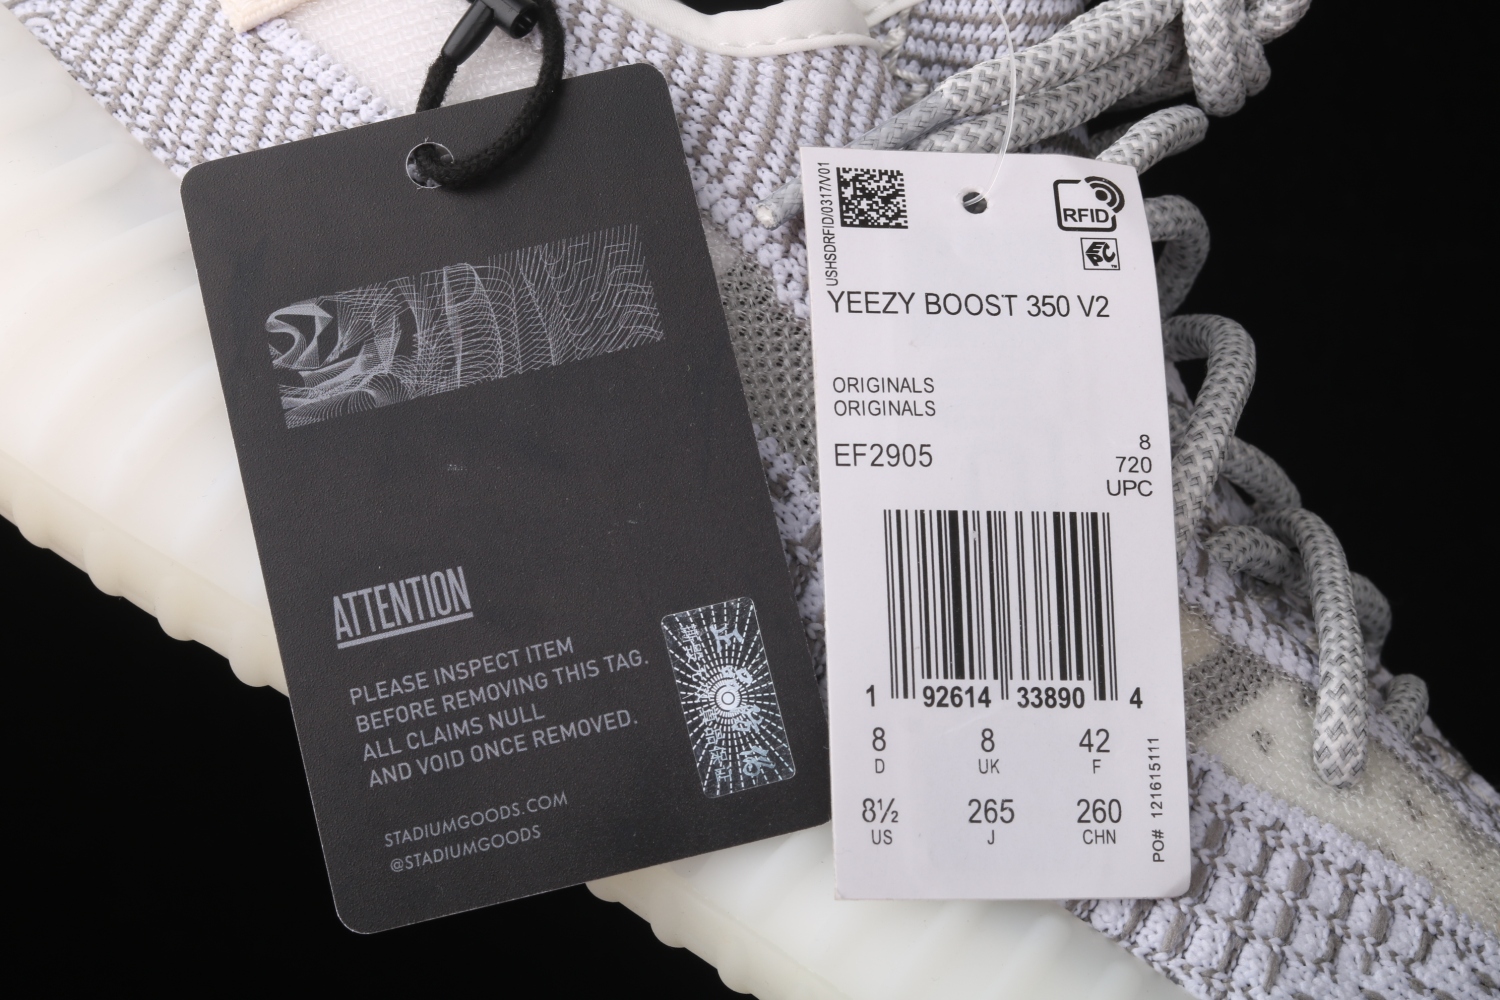 ATTENTION
PLEASE INSPECT ITEM
BEFORE REMOVING THIS TAG.
ALL CLAIMS NULL
AND VOID ONCE REMOVED.
STADIUMGOODS.COM
@STADIUMGOODS
USHSDRFID/0317/V01
RFID
EPC
YEEZY BOOST 350 V2
ORIGINALS
ORIGINALS
EF2905
8
720
UPC
1 92614 33890 4
8 8 42
D UK F
8½ 265 260
US J CHN
PO# 121615111